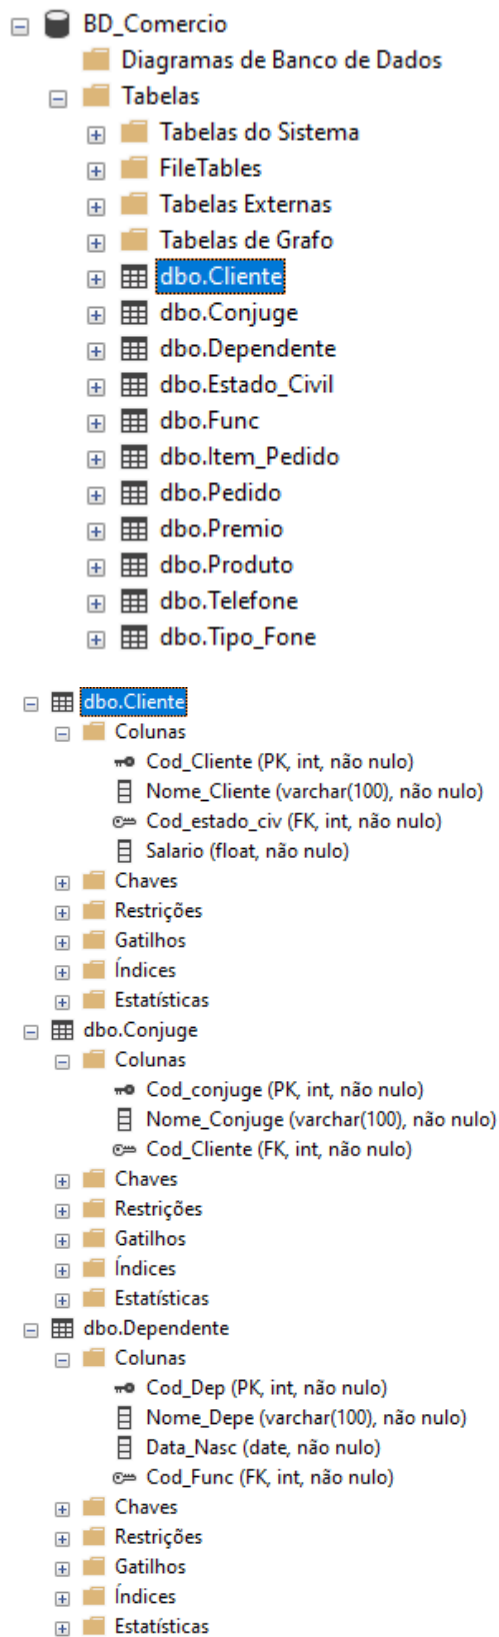 BD_Comercio
Diagramas de Banco de Dados
Tabelas
Tabelas do Sistema
FileTables
Tabelas Externas
Tabelas de Grafo
dbo.Cliente
dbo.Conjuge
dbo.Dependente
dbo.Estado_Civil
dbo.Func
dbo.Item_Pedido
dbo.Pedido
dbo.Premio
dbo.Produto
dbo.Telefone
dbo.Tipo_Fone
dbo.Cliente
Colunas
Cod_Cliente (PK, int, não nulo)
Nome_Cliente (varchar(100), não nulo)
Cod_estado_civ (FK, int, não nulo)
Salario (float, não nulo)
Chaves
Restrições
Gatilhos
Índices
Estatísticas
dbo.Conjuge
Colunas
Cod_conjuge (PK, int, não nulo)
Nome_Conjuge (varchar(100), não nulo)
Cod_Cliente (FK, int, não nulo)
Chaves
Restrições
Gatilhos
Índices
Estatísticas
dbo.Dependente
Colunas
Cod_Dep (PK, int, não nulo)
Nome_Depe (varchar(100), não nulo)
Data_Nasc (date, não nulo)
Cod_Func (FK, int, não nulo)
Chaves
Restrições
Gatilhos
Índices
Estatísticas